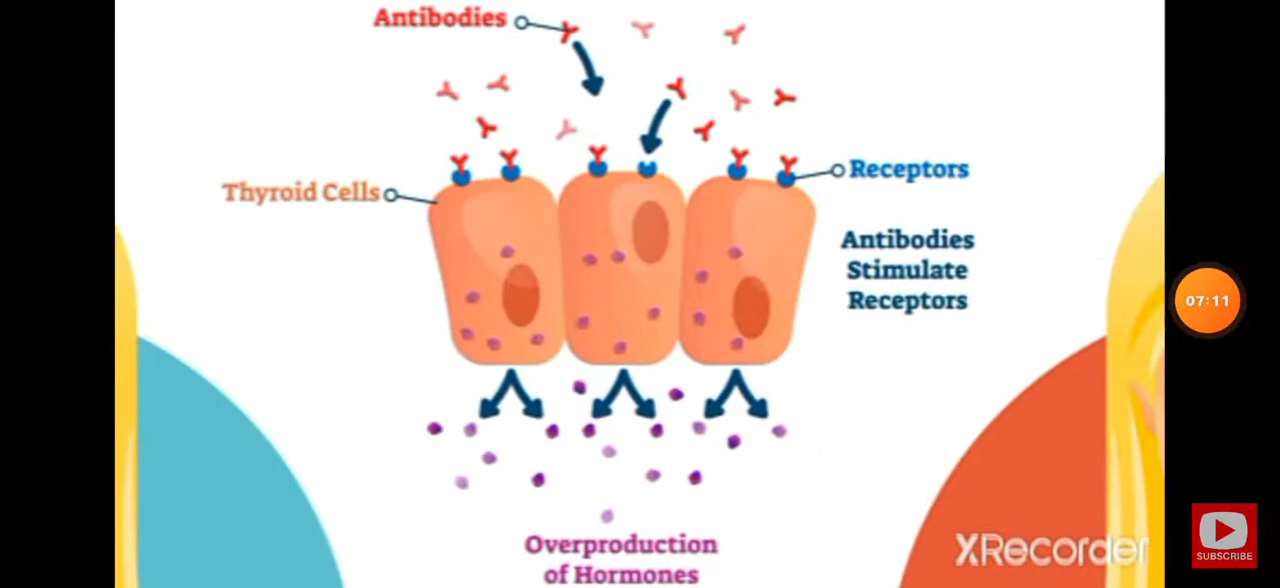 Antibodies
Receptors
Thyroid Cells
Antibodies
Stimulate
Receptors
07:11
Overproduction
of Hormones
XRecorder
SUBSCRIBE